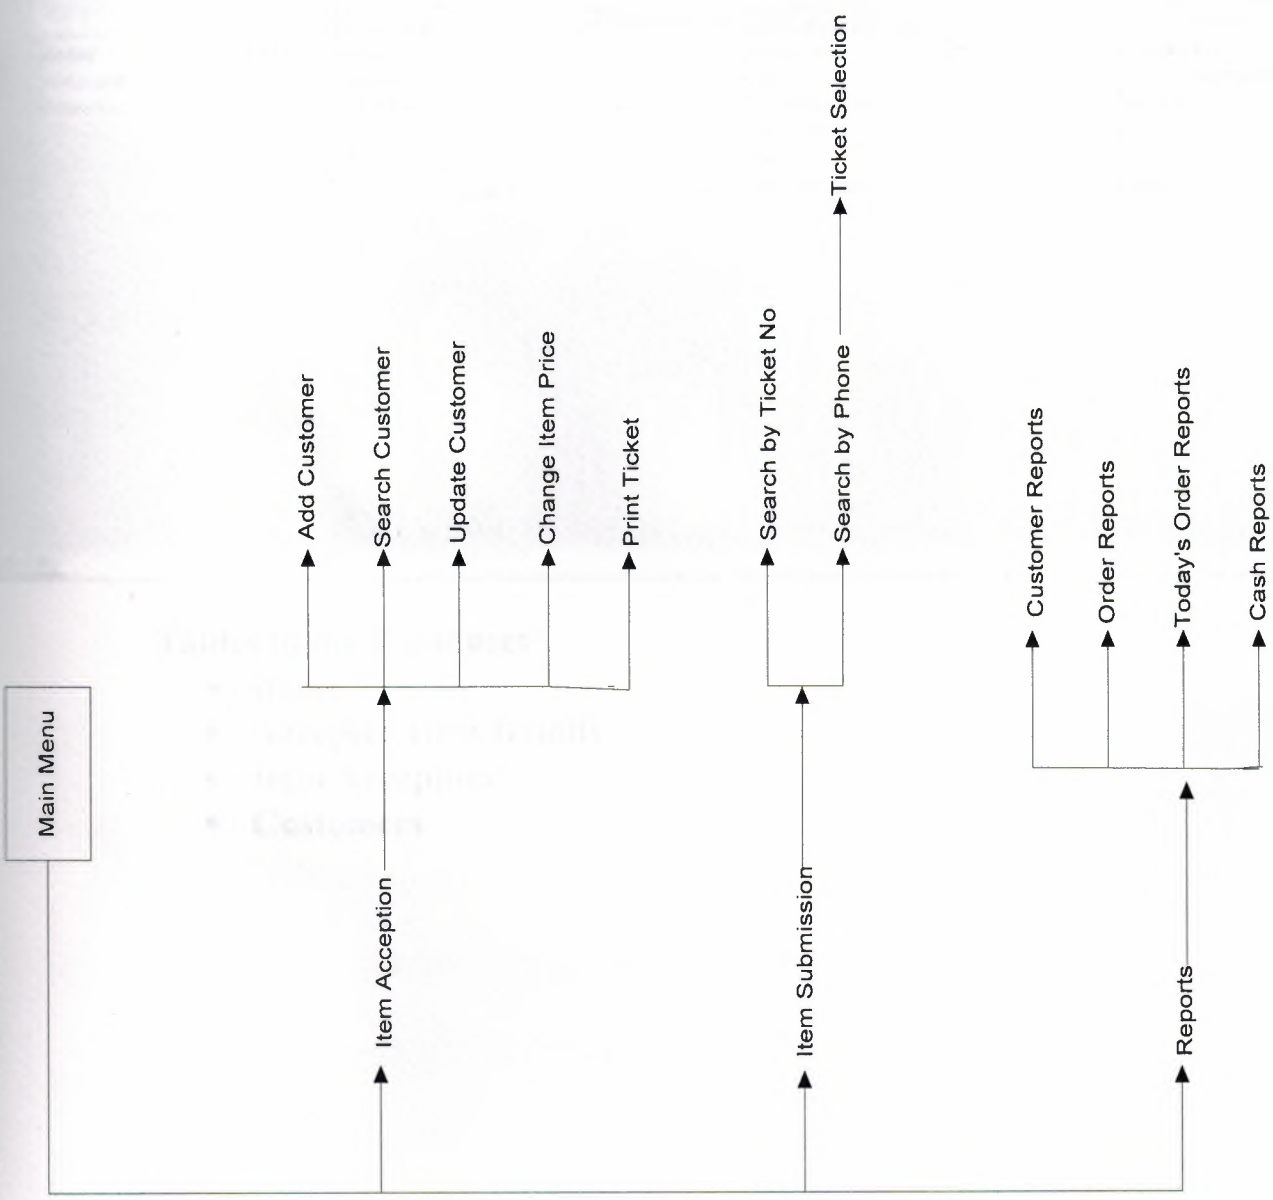 Main Menu
Item Acception
Add Customer
Search Customer
Update Customer
Change Item Price
Print Ticket
Item Submission
Search by Ticket No
Search by Phone
Ticket Selection
Reports
Customer Reports
Order Reports
Today's Order Reports
Cash Reports
Customers